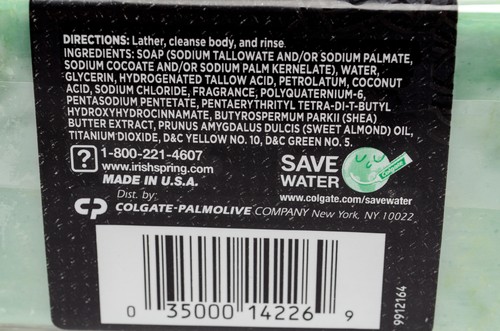 DIRECTIONS: Lather, cleanse body, and rinse.
INGREDIENTS: SOAP (SODIUM TALLOWATE AND/OR SODIUM PALMATE,
SODIUM COCOATE AND/OR SODIUM PALM KERNELATE), WATER,
GLYCERIN, HYDROGENATED TALLOW ACID, PETROLATUM, COCONUT
ACID, SODIUM CHLORIDE, FRAGRANCE, POLYQUATERNIUM-6,
PENTASODIUM PENTETATE, PENTAERYTHRITYL TETRA-DI-T-BUTYL
HYDROXYHYDROCINNAMATE, BUTYROSPERMUM PARKII (SHEA)
BUTTER EXTRACT, PRUNUS AMYGDALUS DULCIS (SWEET ALMOND) OIL,
TITANIUM DIOXIDE, D&C YELLOW NO. 10, D&C GREEN NO. 5.
? 1-800-221-4607
www.irishspring.com
MADE IN U.S.A.
SAVE
WATER
Colgate
www.colgate.com/savewater
Dist. by:
CP COLGATE-PALMOLIVE COMPANY New York, NY 10022
0 35000 14226 9
9912164